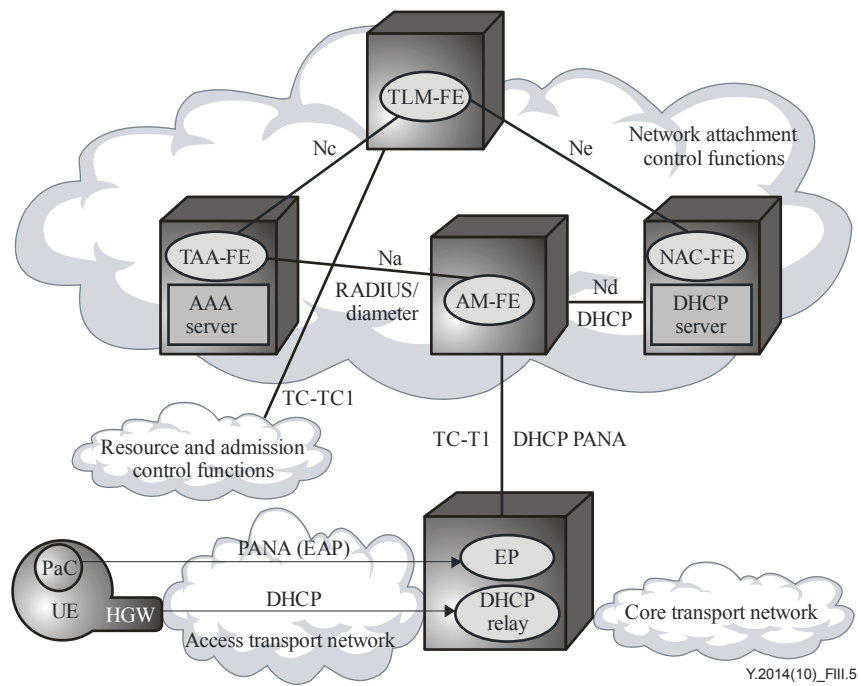 TLM-FE
Nc
Ne
Network attachment
control functions
TAA-FE
Na
NAC-FE
AAA
server
RADIUS/
diameter
AM-FE
Nd
DHCP
DHCP
server
TC-TC1
Resource and admission
control functions
TC-T1
DHCP PANA
PANA (EAP)
EP
PaC
UE
HGW
DHCP
DHCP
relay
Access transport network
Core transport network
Y.2014(10)_FIII.5